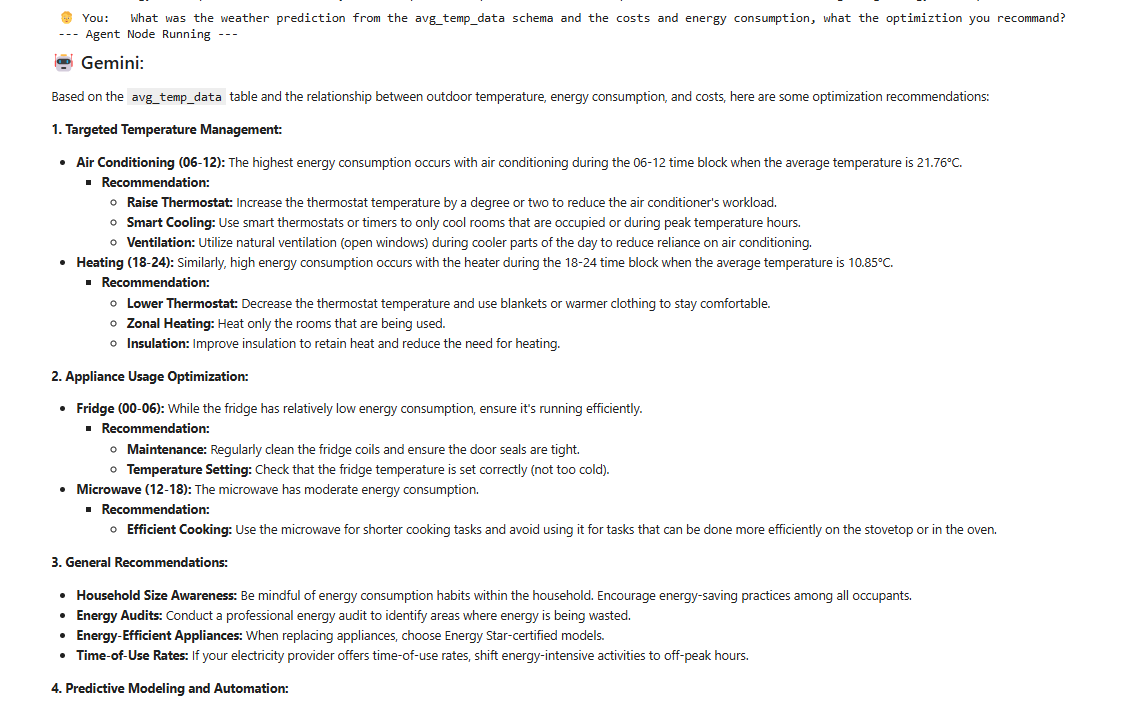 You: What was the weather prediction from the avg_temp_data schema and the costs and energy consumption, what the optimiztion you recommand?
--- Agent Node Running ---
Gemini:
Based on the avg_temp_data table and the relationship between outdoor temperature, energy consumption, and costs, here are some optimization recommendations:
1. Targeted Temperature Management:
• Air Conditioning (06-12): The highest energy consumption occurs with air conditioning during the 06-12 time block when the average temperature is 21.76°C.
▪ Recommendation:
◦ Raise Thermostat: Increase the thermostat temperature by a degree or two to reduce the air conditioner's workload.
◦ Smart Cooling: Use smart thermostats or timers to only cool rooms that are occupied or during peak temperature hours.
◦ Ventilation: Utilize natural ventilation (open windows) during cooler parts of the day to reduce reliance on air conditioning.
• Heating (18-24): Similarly, high energy consumption occurs with the heater during the 18-24 time block when the average temperature is 10.85°C.
▪ Recommendation:
◦ Lower Thermostat: Decrease the thermostat temperature and use blankets or warmer clothing to stay comfortable.
◦ Zonal Heating: Heat only the rooms that are being used.
◦ Insulation: Improve insulation to retain heat and reduce the need for heating.
2. Appliance Usage Optimization:
• Fridge (00-06): While the fridge has relatively low energy consumption, ensure it's running efficiently.
▪ Recommendation:
◦ Maintenance: Regularly clean the fridge coils and ensure the door seals are tight.
◦ Temperature Setting: Check that the fridge temperature is set correctly (not too cold).
• Microwave (12-18): The microwave has moderate energy consumption.
▪ Recommendation:
◦ Efficient Cooking: Use the microwave for shorter cooking tasks and avoid using it for tasks that can be done more efficiently on the stovetop or in the oven.
3. General Recommendations:
• Household Size Awareness: Be mindful of energy consumption habits within the household. Encourage energy-saving practices among all occupants.
• Energy Audits: Conduct a professional energy audit to identify areas where energy is being wasted.
• Energy-Efficient Appliances: When replacing appliances, choose Energy Star-certified models.
• Time-of-Use Rates: If your electricity provider offers time-of-use rates, shift energy-intensive activities to off-peak hours.
4. Predictive Modeling and Automation: